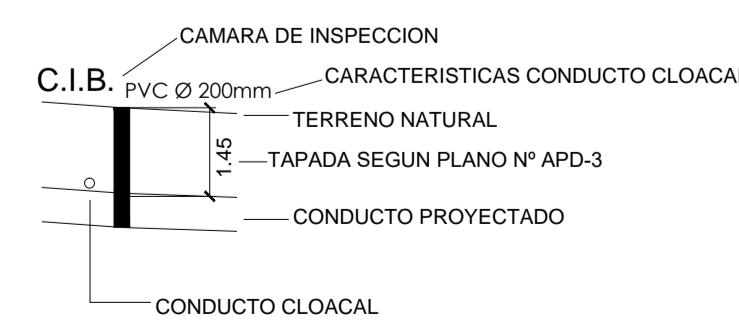 CAMARA DE INSPECCION
C.I.B.
PVC Ø 200mm
CARACTERISTICAS CONDUCTO CLOACAL
TERRENO NATURAL
1.45
TAPADA SEGUN PLANO Nº APD-3
CONDUCTO PROYECTADO
CONDUCTO CLOACAL